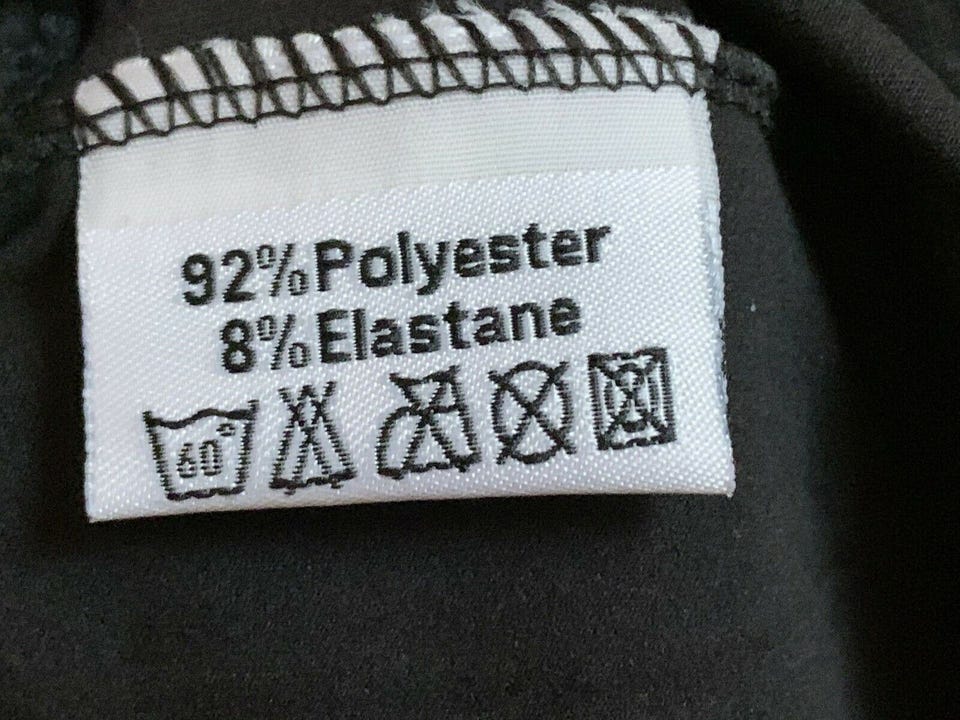 92% Polyester
8% Elastane
60°